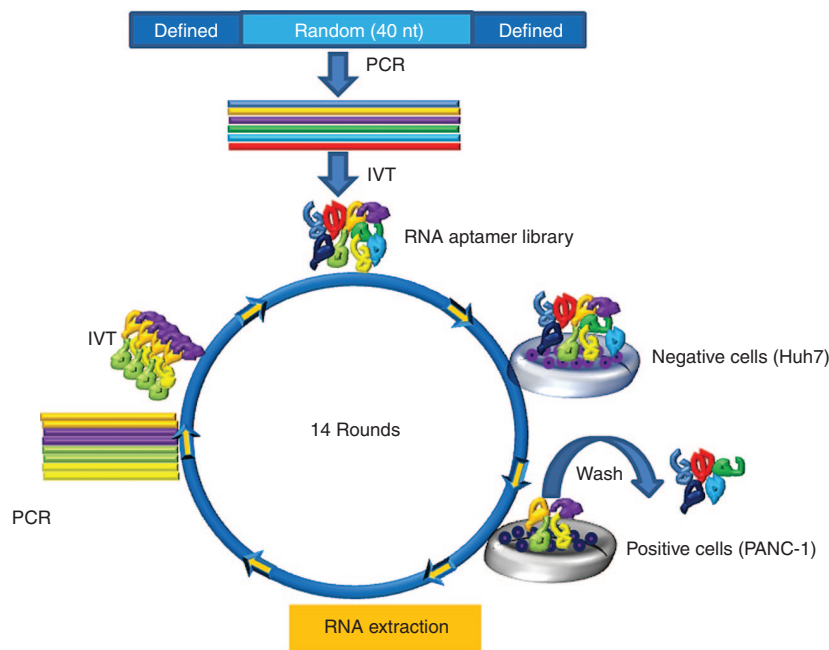 Defined Random (40 nt) Defined
PCR
IVT
RNA aptamer library
IVT
Negative cells (Huh7)
14 Rounds
Wash
PCR
Positive cells (PANC-1)
RNA extraction